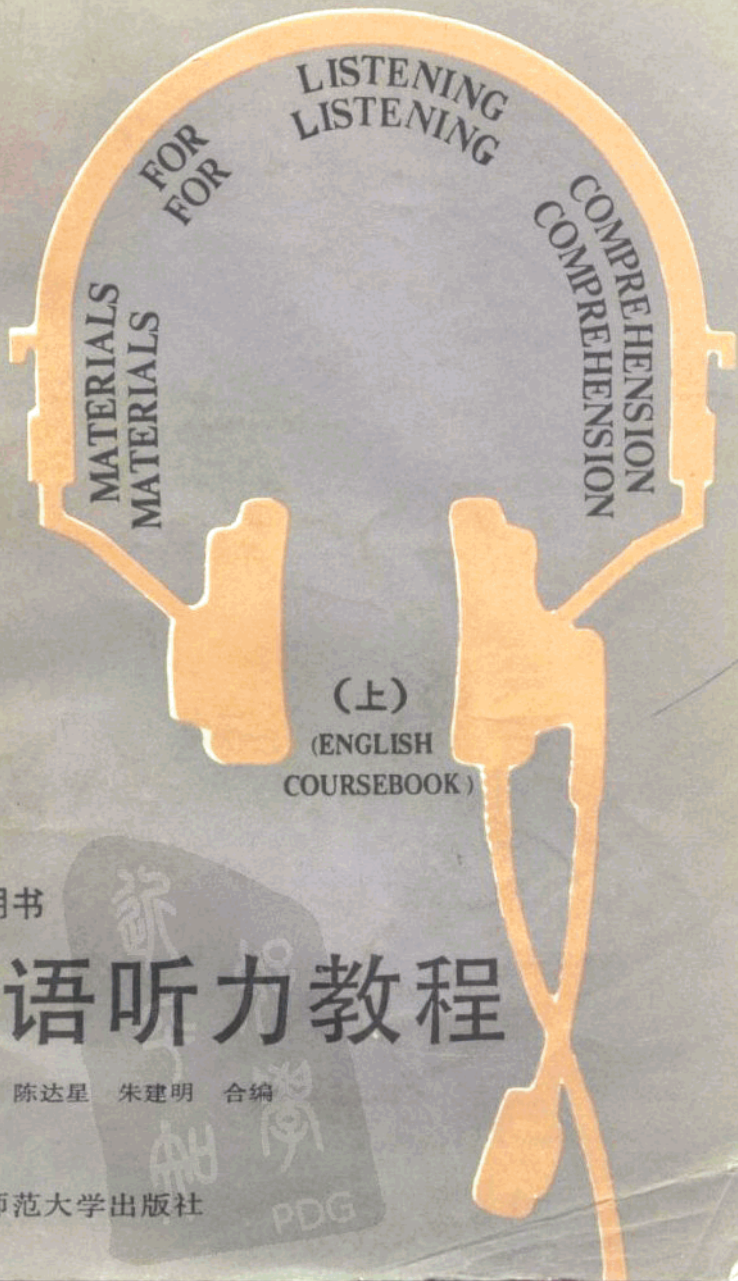 MATERIALS FOR LISTENING COMPREHENSION
MATERIALS FOR LISTENING COMPREHENSION
(上)
(ENGLISH
COURSEBOOK)
用书
语听力教程
陈达星 朱建明 合编
师范大学出版社
PDG